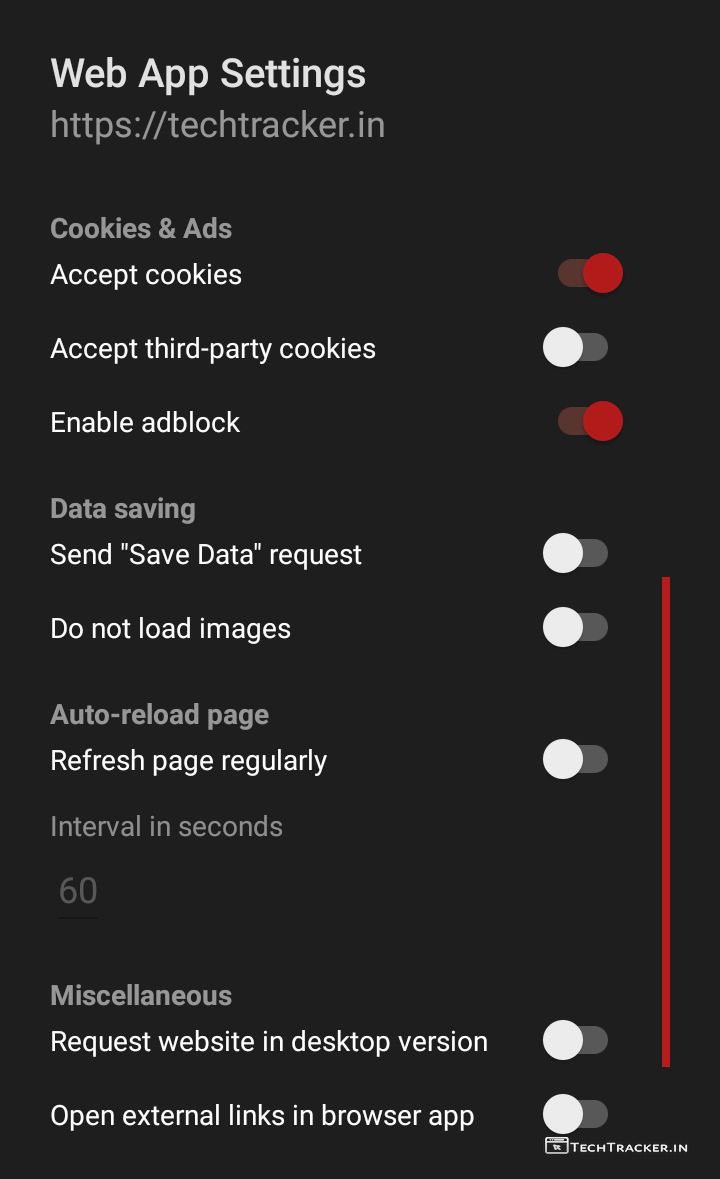 Web App Settings
https://techtracker.in
Cookies & Ads
Accept cookies
Accept third-party cookies
Enable adblock
Data saving
Send "Save Data" request
Do not load images
Auto-reload page
Refresh page regularly
Interval in seconds
60
Miscellaneous
Request website in desktop version
Open external links in browser app
TECHTRACKER.IN